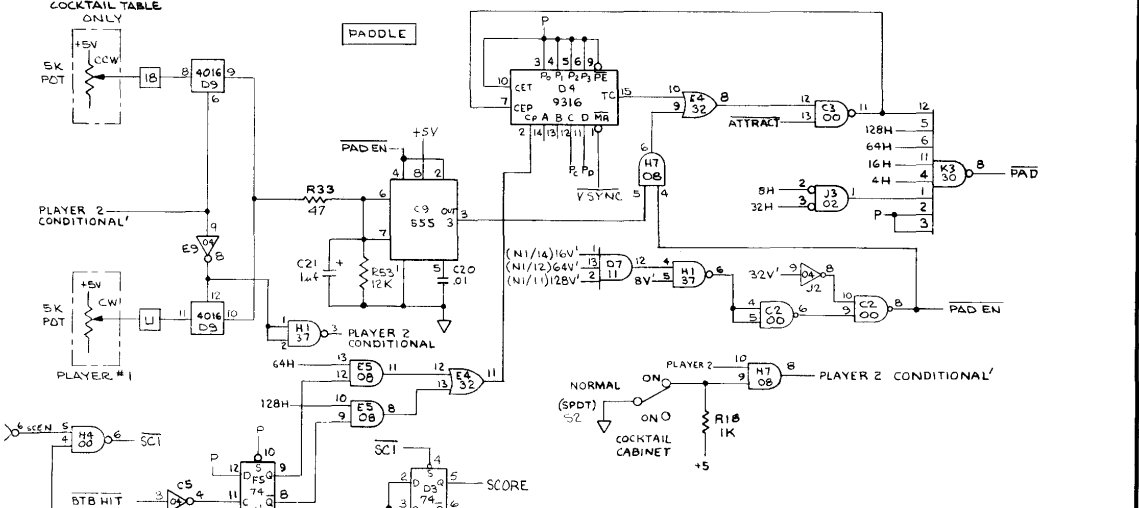 COCKTAIL TABLE
ONLY
+5V
CCW
5K
POT
18
8
4016
D9
9
6
PADDLE
P
3 4 5 6 9
P0 P1 P2 P3 PE
10
CET
7
CEP
D4
9316
TC
15
CP A B C D MR
2 14 13 12 11 1
PC PD
VSYNC
10
9
E4
32
8
ATTRACT
12
13
C3
00
11
12
128H
5
64H
6
16H
11
4H
4
8H
2
32H
3
J3
02
1
1
P
2
3
K3
30
8
PAD
+5V
PAD EN
4 8 2
R33
47
6
7
C9
555
OUT
3
3
5
C20
.01
C21
1uf
+
R53
12K
6
H7
08
5
4
PLAYER 2
CONDITIONAL'
9
E9
04
8
12
+5V
CW
5K
POT
U
11
4016
D9
10
PLAYER #1
1
2
H1
37
3
PLAYER 2
CONDITIONAL
(N1/14)16V'
1
(N1/12)64V'
13
(N1/11)128V'
2
D7
11
12
4
8V'
5
H1
37
6
4
5
C2
00
6
32V'
9
04
8
J2
10
9
C2
00
8
PAD EN
64H
13
12
E5
08
11
128H
10
9
E5
08
8
12
13
E4
32
11
PLAYER 2
10
9
H7
08
8
PLAYER 2 CONDITIONAL'
NORMAL
(SPDT)
S2
ON
ON
COCKTAIL
CABINET
R18
1K
+5
6
SCEN
5
4
H4
00
6
SC1
P
10
P
12
D
S
Q
9
F5
74
BTB HIT
3
C5
04
4
11
C
Q
8
SC1
4
2
D
S
Q
5
SCORE
D3
74
3
C
Q
6